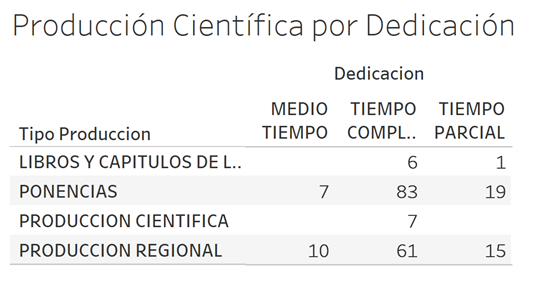 Producción Científica por Dedicación
Dedicacion
MEDIO TIEMPO TIEMPO
Tipo Produccion TIEMPO COMPL.. PARCIAL
LIBROS Y CAPITULOS DE L.. 6 1
PONENCIAS 7 83 19
PRODUCCION CIENTIFICA 7
PRODUCCION REGIONAL 10 61 15